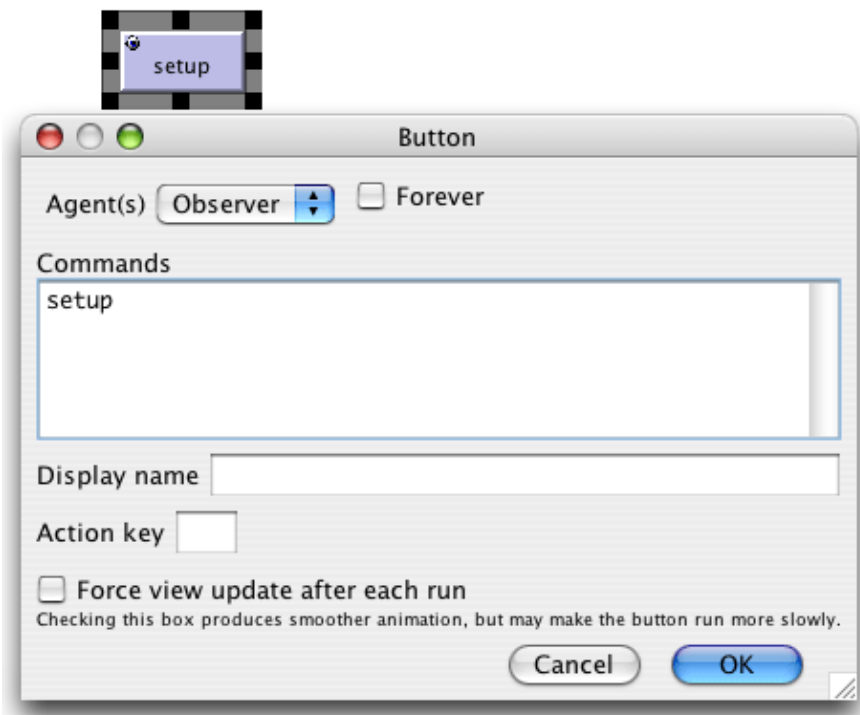 setup
Button
Agent(s) Observer Forever
Commands
setup
Display name
Action key
Force view update after each run
Checking this box produces smoother animation, but may make the button run more slowly.
Cancel OK